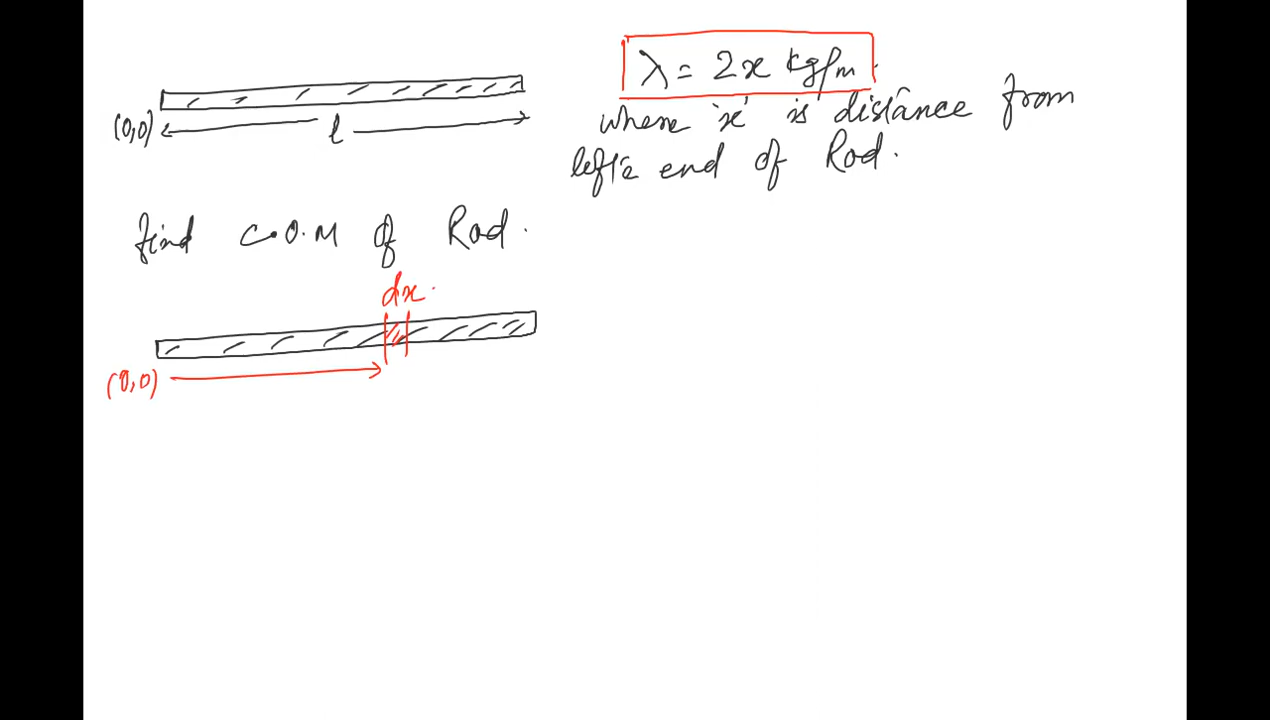 λ = 2x kg/m.
where 'x' is distance from
left end of Rod.
(0,0)
l
find C.O.M of Rod.
dx.
(0,0)